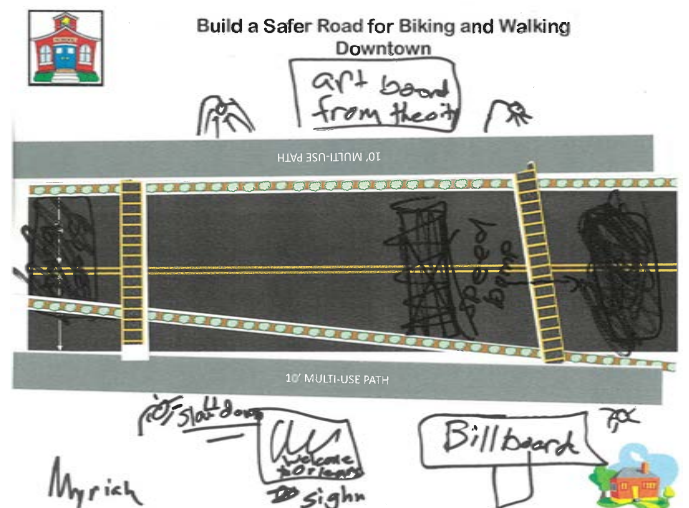 Build a Safer Road for Biking and Walking
Downtown
art board
from the city
10' MULTI-USE PATH
speed
bump
10' MULTI-USE PATH
Slow down
Welcome
to Orleans
sighn
Billboard